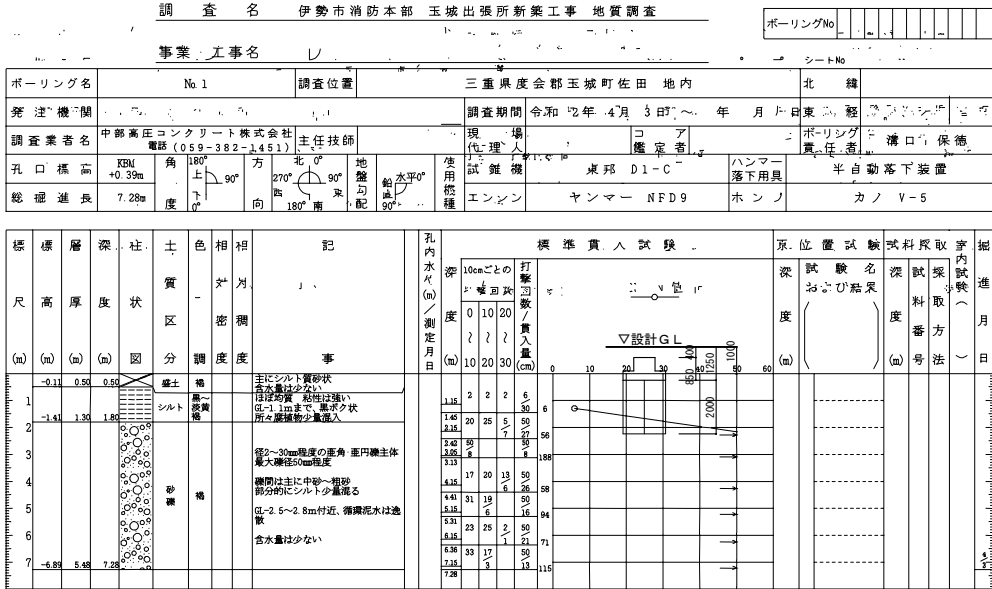 調査名 伊勢市消防本部 玉城出張所新築工事 地質調査
ボーリングNo
事業・工事名
シートNo
ボーリング名 No.1 調査位置 三重県度会郡玉城町佐田 地内 北緯
発注機関 調査期間 令和 2年 4月 3日 ～ 年 月 日 東経
調査業者名 中部高圧コンクリート株式会社 電話 (059-382-1451) 主任技師 現場代理人 コア鑑定者 ボーリング責任者 溝口 保徳
孔口標高 KBM +0.39m 角度 180° 上 下 0° 90° 方向 北 0° 270° 西 90° 東 180° 南 地盤勾配 水平0° 鉛直 90° 使用機種 試錐機 東邦 D1-C ハンマー落下用具 半自動落下装置
総掘進長 7.28m エンジン ヤンマー NFD9 ポンプ カノ V-5
標尺 (m) 標高 (m) 層厚 (m) 深度 (m) 柱状図 土質区分 色調 相対密度 相対稠度 記事
孔内水位(m)/測定月日
標準貫入試験
深度 (m) 10cmごとの打撃回数 0～10 10～20 20～30 打撃回数/貫入量 (cm)
原位置試験 深度 (m) 試験名および結果
試料採取 深度 (m) 試料番号 採取方法
室内試験( )
掘進月日
▽設計GL
0 10 20 30 40 50 60
400
850
1250
1000
2000
-0.11 0.50 0.50 盛土 褐
主にシルト質砂状
含水量は少ない
1 -1.41 1.30 1.80 シルト 黒～淡黄褐
ほぼ均質 粘性は強い
GL-1.1mまで、黒ボク状
所々腐植物少量混入
砂礫 褐
径2～30mm程度の亜角・亜円礫主体
最大礫径50mm程度
礫間は主に中砂～粗砂
部分的にシルト少量混る
GL-2.5～2.8m付近、循環泥水は逸散
含水量は少ない
2
3
4
5
6
7 -6.89 5.48 7.28
1.15 2 2 2 6/30 6
1.45
2.15 20 25 5/7 50/27 56
2.42
3.05 50/8 50/8 188
3.13
4.15 17 20 13/6 50/26 58
4.41
5.15 31 19/6 50/16 94
5.31
6.15 23 25 2/1 50/21 71
6.36
7.15 33 17/3 50/13 115
7.28
4/3